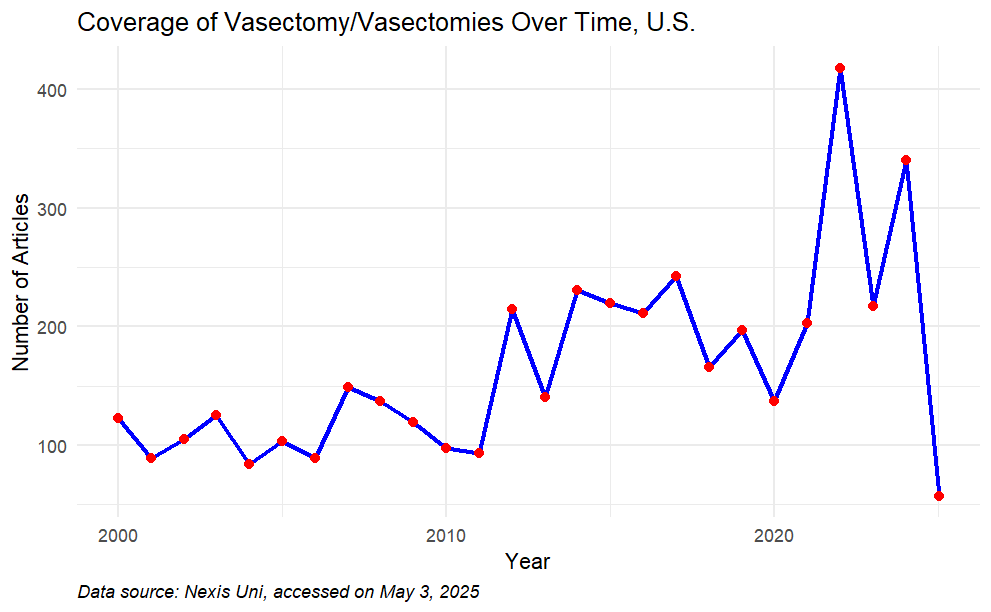 Coverage of Vasectomy/Vasectomies Over Time, U.S.
Number of Articles
400
300
200
100
2000
2010
2020
Year
Data source: Nexis Uni, accessed on May 3, 2025